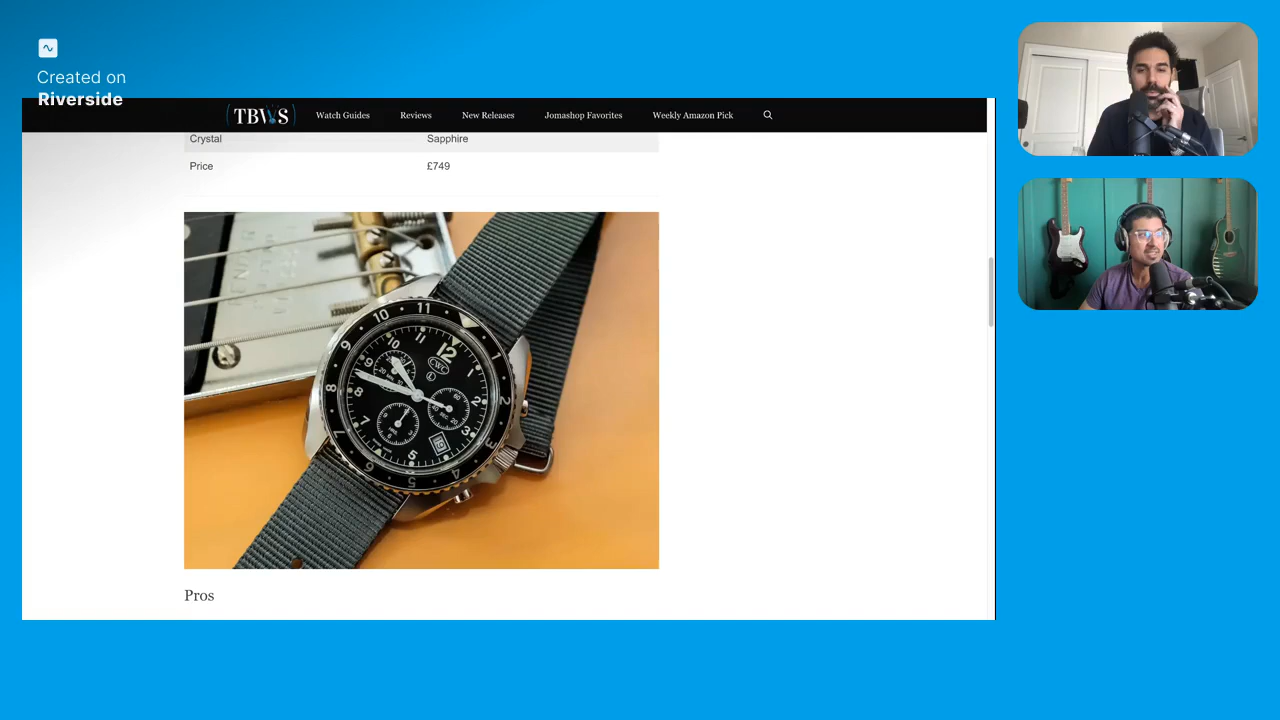 Created on
Riverside
TBWS
Watch Guides
Reviews
New Releases
Jomashop Favorites
Weekly Amazon Pick
Crystal
Sapphire
Price
£749
CWC
L
Pros